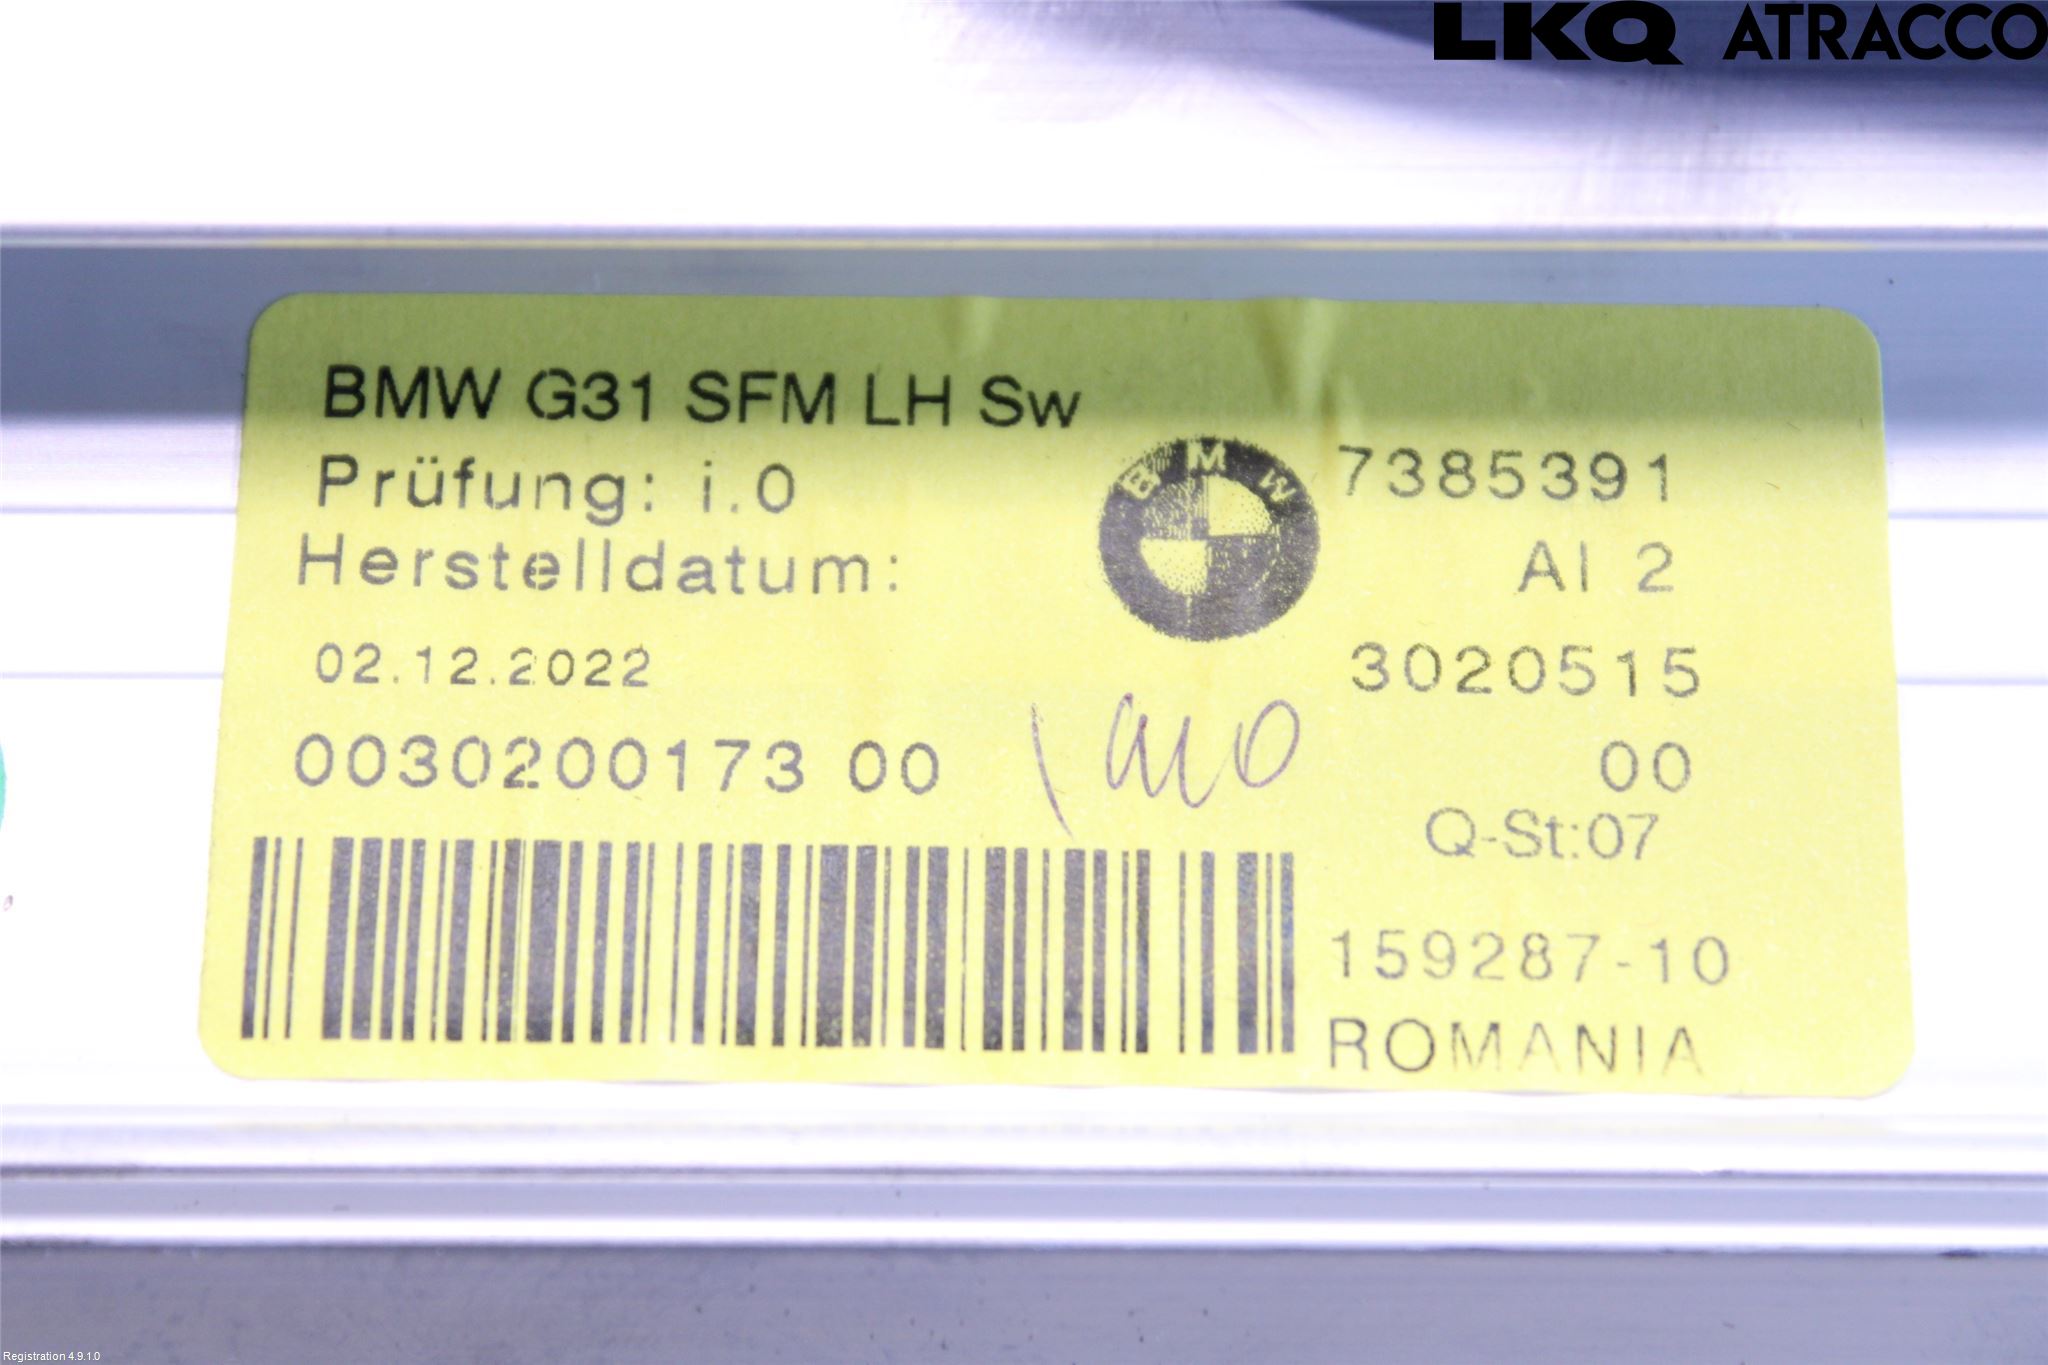 LKQ ATRACCO
BMW G31 SFM LH Sw
Prüfung: i.O
Herstelldatum:
02.12.2022
0030200173 00
BMW
7385391
AI 2
3020515
00
Q-St:07
159287-10
ROMANIA
Registration 4.9.1.0